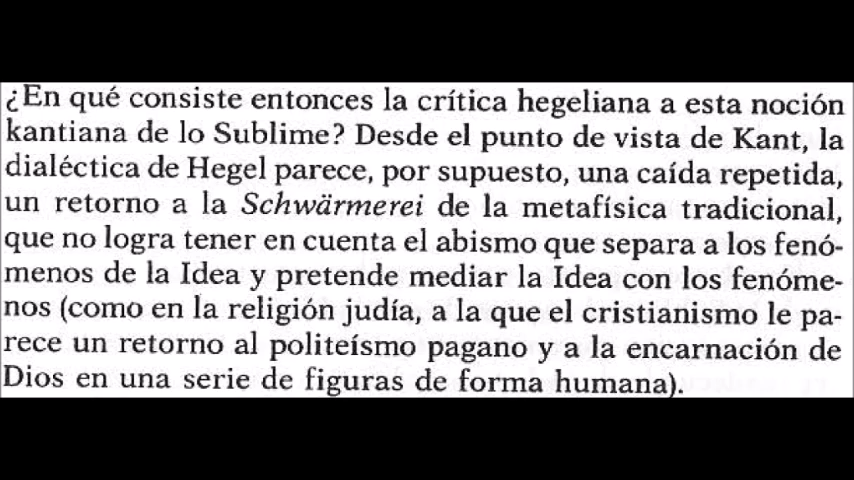 ¿En qué consiste entonces la crítica hegeliana a esta noción
kantiana de lo Sublime? Desde el punto de vista de Kant, la
dialéctica de Hegel parece, por supuesto, una caída repetida,
un retorno a la Schwärmerei de la metafísica tradicional,
que no logra tener en cuenta el abismo que separa a los fenó-
menos de la Idea y pretende mediar la Idea con los fenóme-
nos (como en la religión judía, a la que el cristianismo le pa-
rece un retorno al politeísmo pagano y a la encarnación de
Dios en una serie de figuras de forma humana).